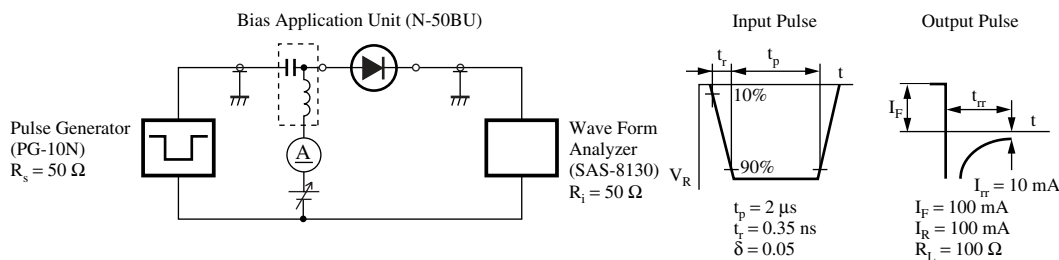 Bias Application Unit (N-50BU)
Pulse Generator
(PG-10N)
R_s = 50 Ω
A
Wave Form
Analyzer
(SAS-8130)
R_i = 50 Ω
Input Pulse
t_r
t_p
t
10%
90%
V_R
t_p = 2 µs
t_r = 0.35 ns
δ = 0.05
Output Pulse
I_F
t_rr
t
I_rr = 10 mA
I_F = 100 mA
I_R = 100 mA
R_L = 100 Ω